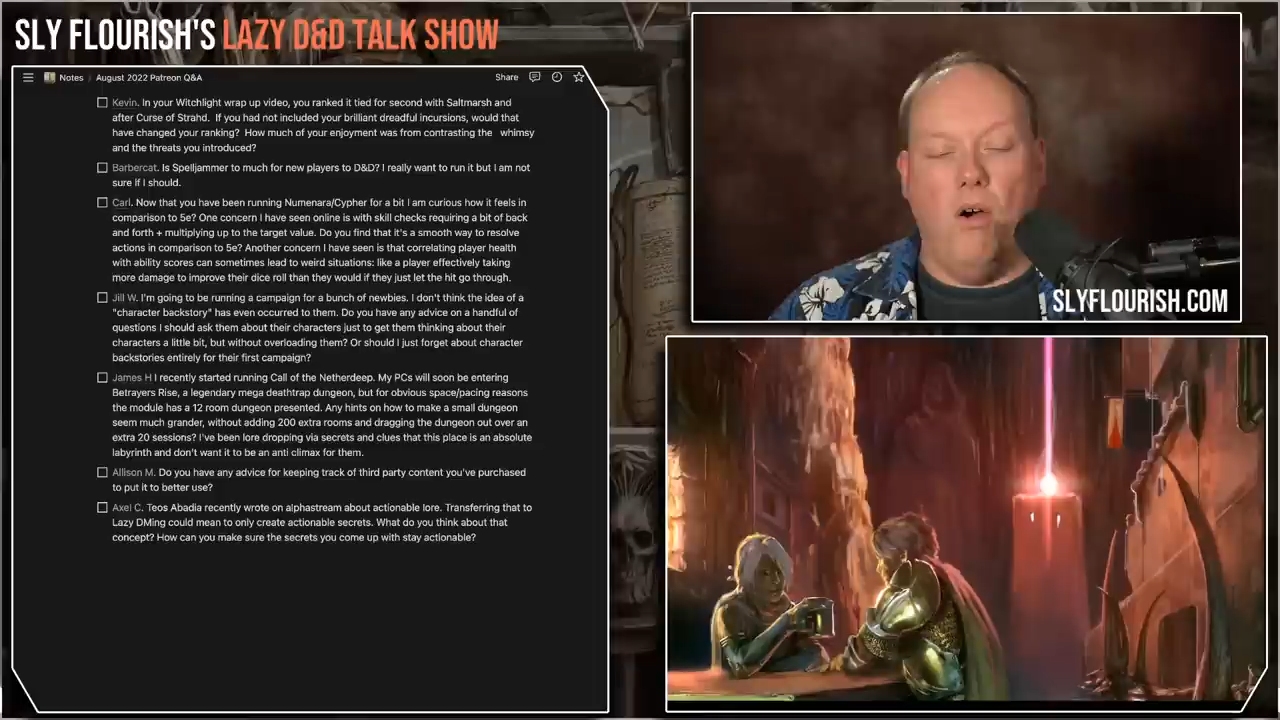 SLY FLOURISH'S LAZY D&D TALK SHOW
Notes / August 2022 Patreon Q&A
Share
Kevin. In your Witchlight wrap up video, you ranked it tied for second with Saltmarsh and
after Curse of Strahd.  If you had not included your brilliant dreadful incursions, would that
have changed your ranking?  How much of your enjoyment was from contrasting the  whimsy
and the threats you introduced?
Barbercat. Is Spelljammer to much for new players to D&D? I really want to run it but I am not
sure if I should.
Carl. Now that you have been running Numenara/Cypher for a bit I am curious how it feels in
comparison to 5e? One concern I have seen online is with skill checks requiring a bit of back
and forth + multiplying up to the target value. Do you find that it's a smooth way to resolve
actions in comparison to 5e? Another concern I have seen is that correlating player health
with ability scores can sometimes lead to weird situations: like a player effectively taking
more damage to improve their dice roll than they would if they just let the hit go through.
Jill W. I'm going to be running a campaign for a bunch of newbies. I don't think the idea of a
"character backstory" has even occurred to them. Do you have any advice on a handful of
questions I should ask them about their characters just to get them thinking about their
characters a little bit, but without overloading them? Or should I just forget about character
backstories entirely for their first campaign?
James H I recently started running Call of the Netherdeep. My PCs will soon be entering
Betrayers Rise, a legendary mega deathtrap dungeon, but for obvious space/pacing reasons
the module has a 12 room dungeon presented. Any hints on how to make a small dungeon
seem much grander, without adding 200 extra rooms and dragging the dungeon out over an
extra 20 sessions? I've been lore dropping via secrets and clues that this place is an absolute
labyrinth and don't want it to be an anti climax for them.
Allison M. Do you have any advice for keeping track of third party content you've purchased
to put it to better use?
Axel C. Teos Abadia recently wrote on alphastream about actionable lore. Transferring that to
Lazy DMing could mean to only create actionable secrets. What do you think about that
concept? How can you make sure the secrets you come up with stay actionable?
SLYFLOURISH.COM